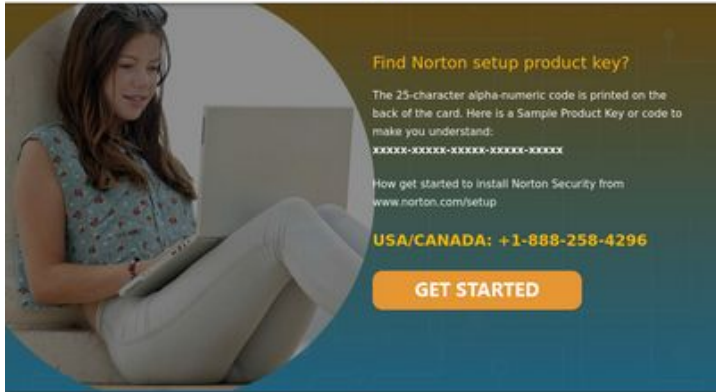 Find Norton setup product key?
The 25-character alpha-numeric code is printed on the
back of the card. Here is a Sample Product Key or code to
make you understand:
xxxxx-xxxxx-xxxxx-xxxxx-xxxxx
How get started to install Norton Security from
www.norton.com/setup
USA/CANADA: +1-888-258-4296
GET STARTED